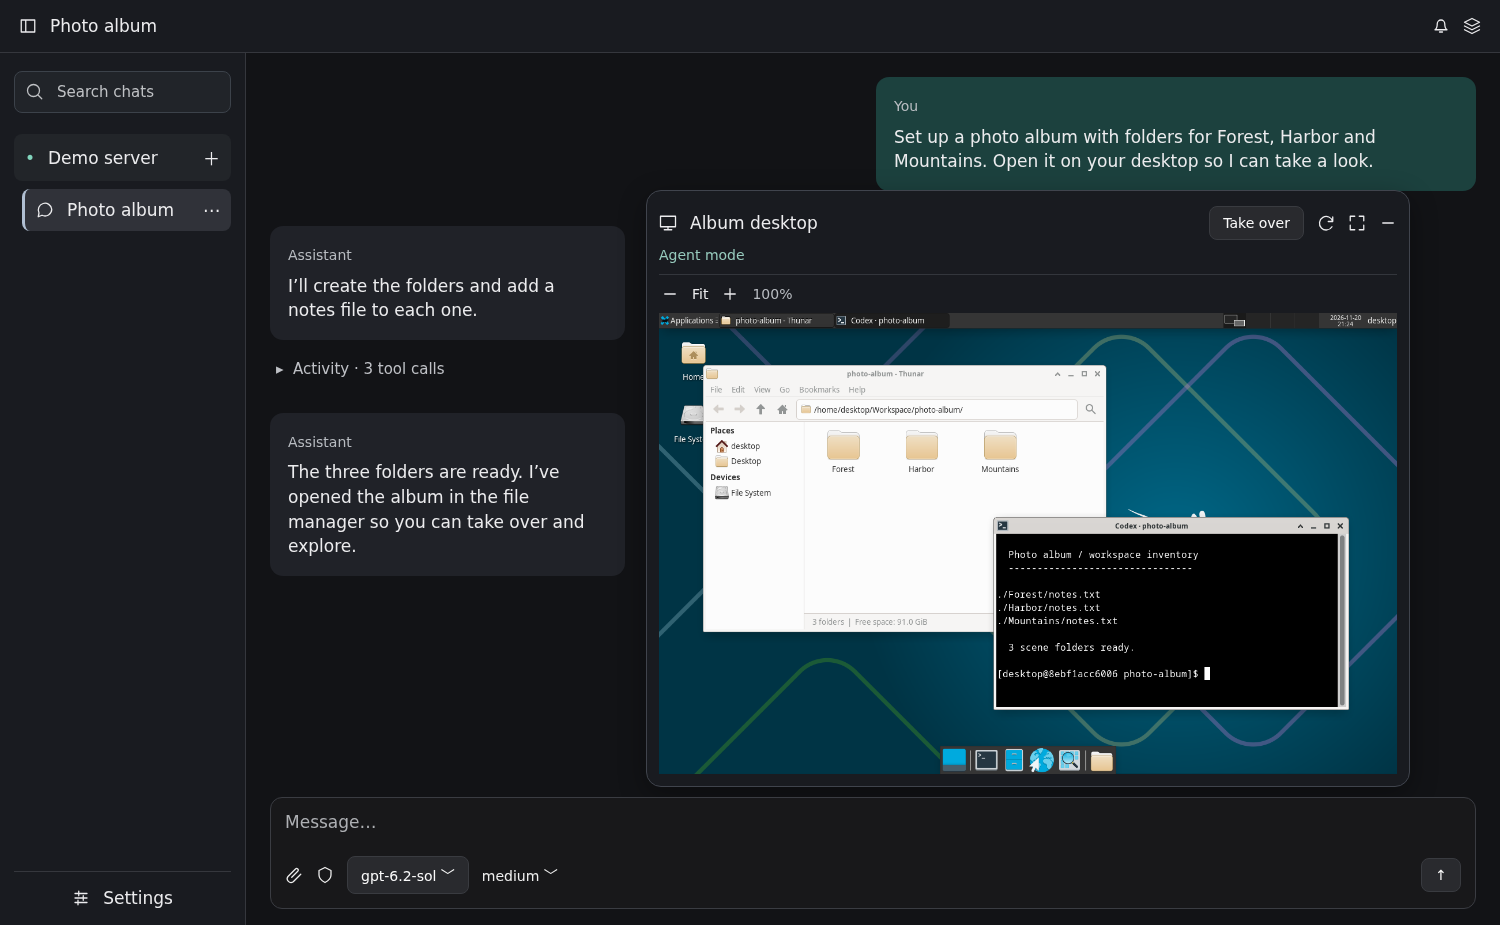 Photo album
Search chats
Demo server
Photo album
Settings
You
Set up a photo album with folders for Forest, Harbor and
Mountains. Open it on your desktop so I can take a look.
Assistant
I’ll create the folders and add a
notes file to each one.
Activity · 3 tool calls
Assistant
The three folders are ready. I’ve
opened the album in the file
manager so you can take over and
explore.
Album desktop
Take over
Agent mode
Fit
100%
Applications
photo-album - Thunar
Codex - photo-album
2026-11-20
21:24
desktop
Home
File Syst
photo-album - Thunar
File Edit View Go Bookmarks Help
/home/desktop/Workspace/photo-album/
Places
desktop
Desktop
Devices
File System
Forest
Harbor
Mountains
3 folders | Free space: 91.0 GiB
Codex - photo-album
Photo album / workspace inventory
--------------------------------
./Forest/notes.txt
./Harbor/notes.txt
./Mountains/notes.txt
3 scene folders ready.
[desktop@8ebf1acc6006 photo-album]$
Message...
gpt-6.2-sol
medium